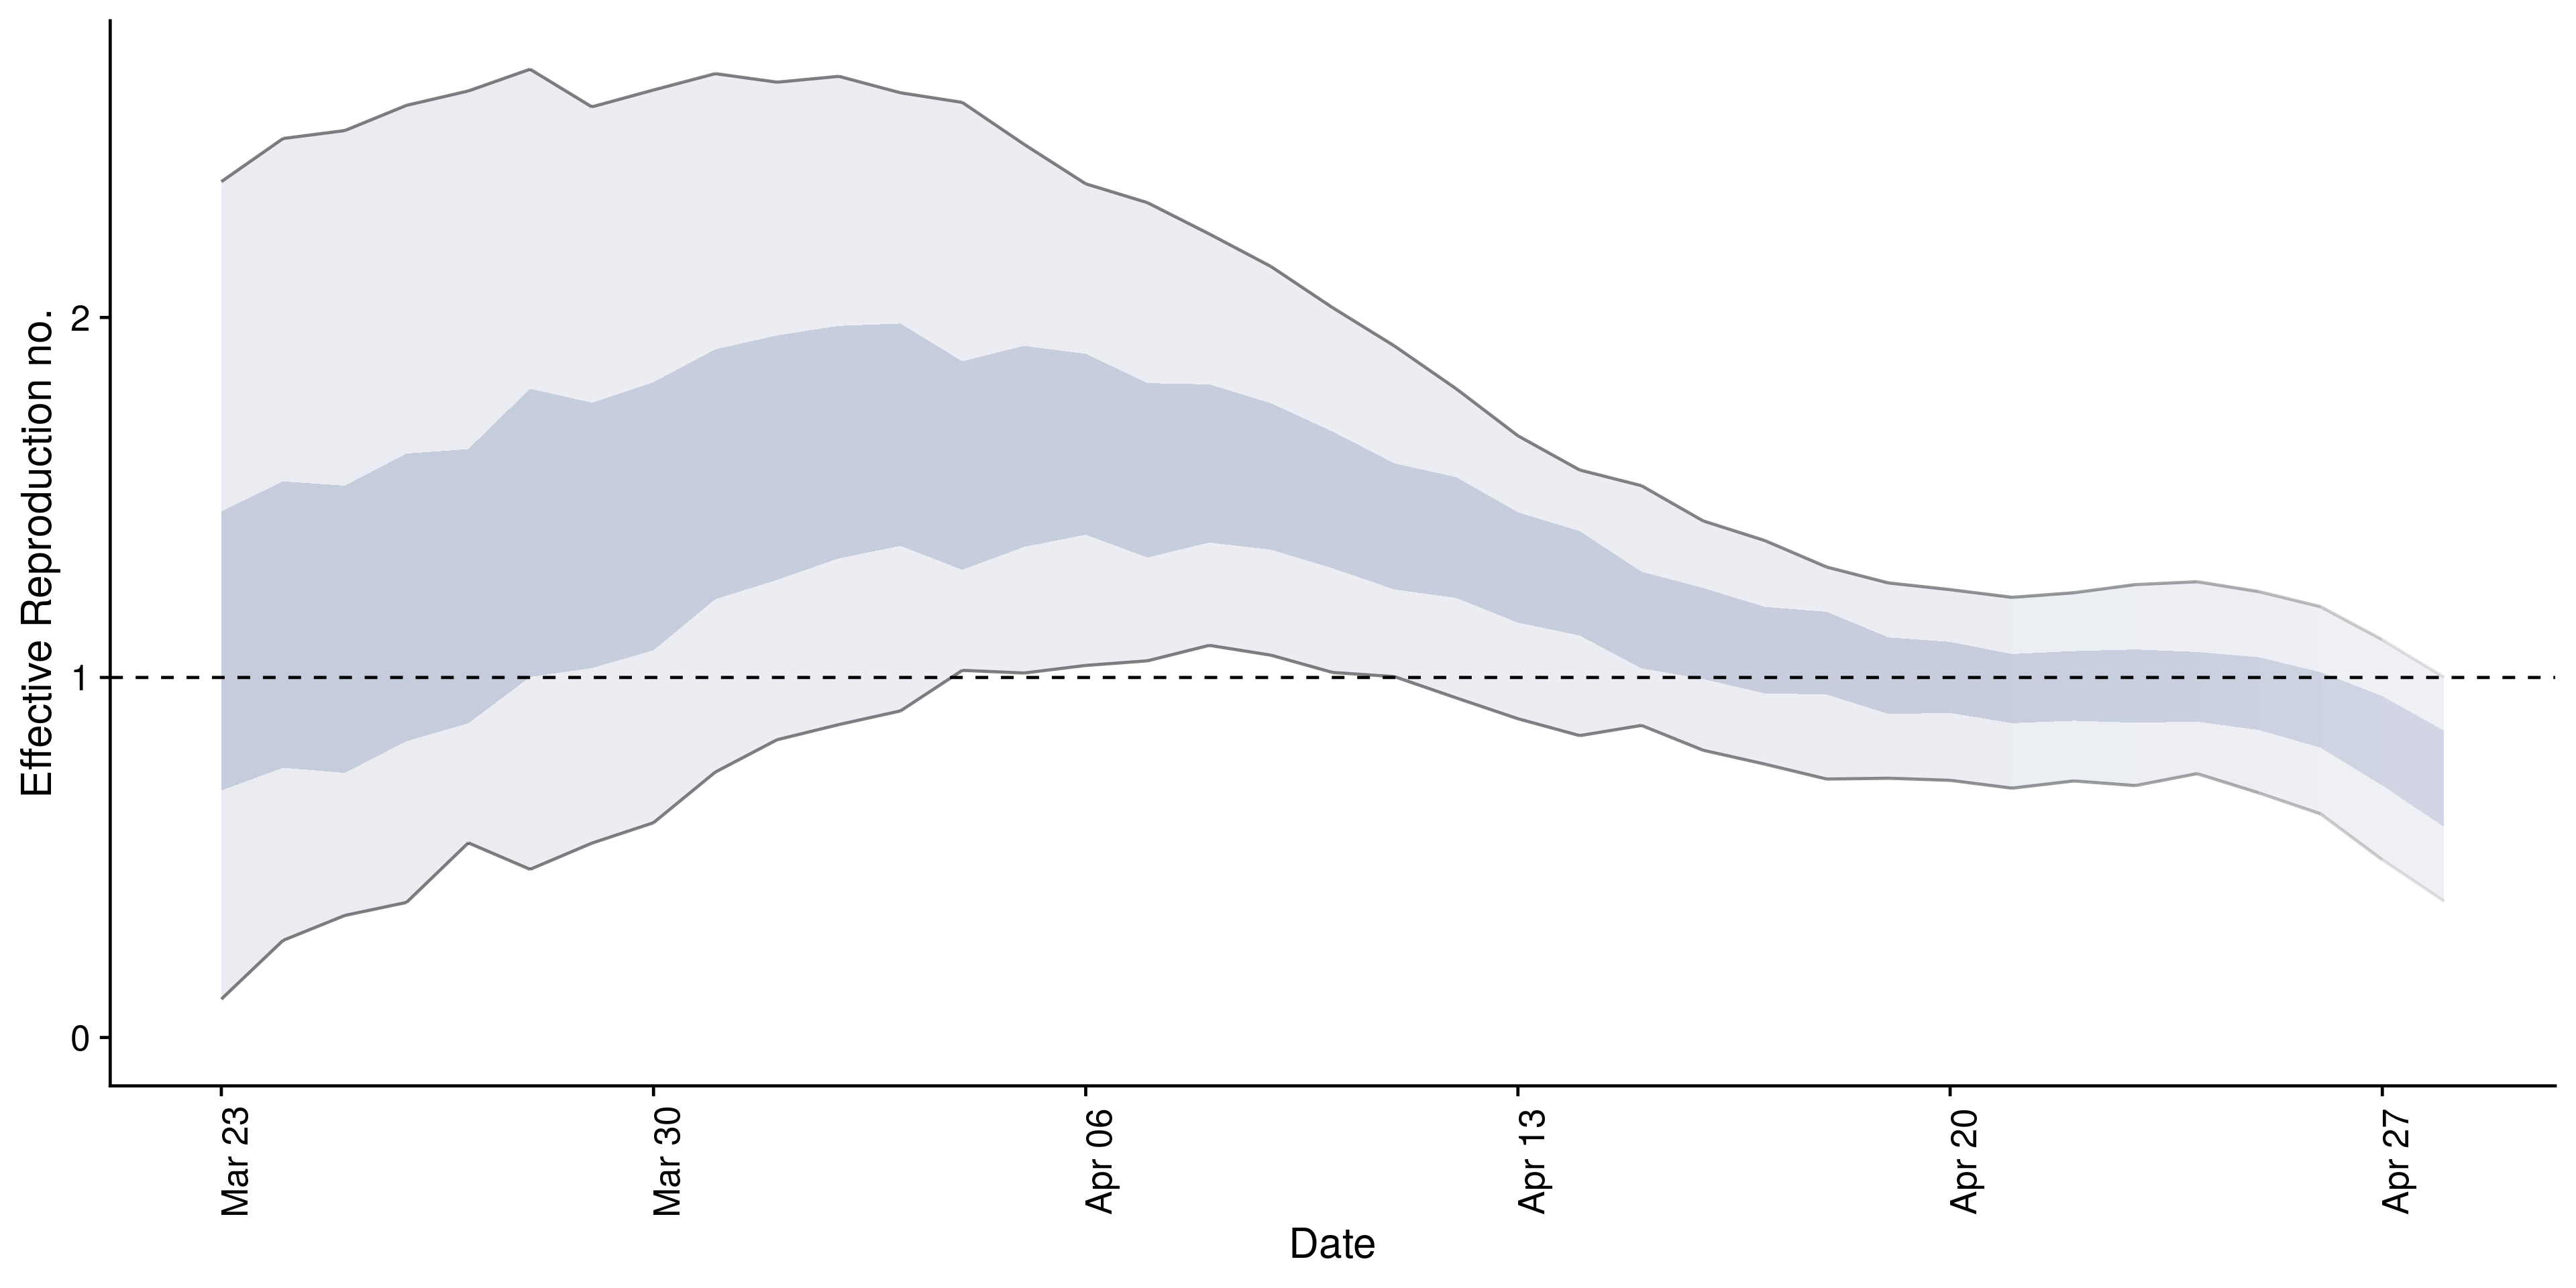 Effective Reproduction no.
2
1
0
Mar 23
Mar 30
Apr 06
Apr 13
Apr 20
Apr 27
Date